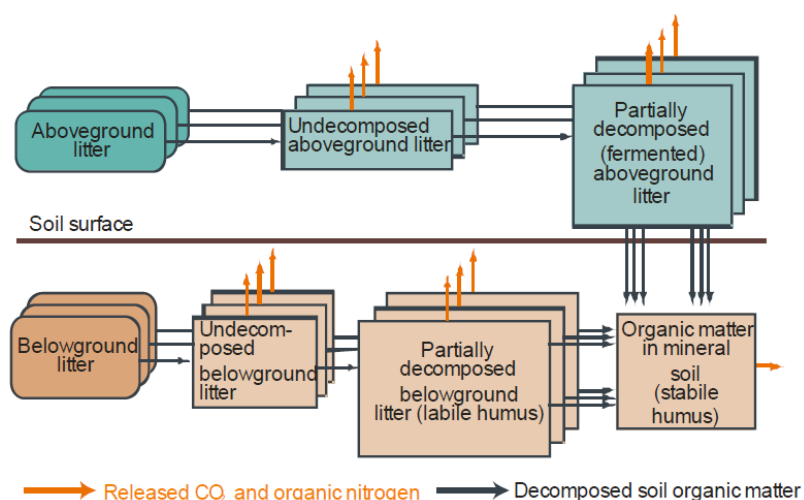 Aboveground
litter
Undecomposed
aboveground litter
Partially
decomposed
(fermented)
aboveground
litter
Soil surface
Belowground
litter
Undecom-
posed
belowground
litter
Partially
decomposed
belowground
litter (labile humus)
Organic matter
in mineral
soil
(stabile
humus)
Released CO, and organic nitrogen
Decomposed soil organic matter